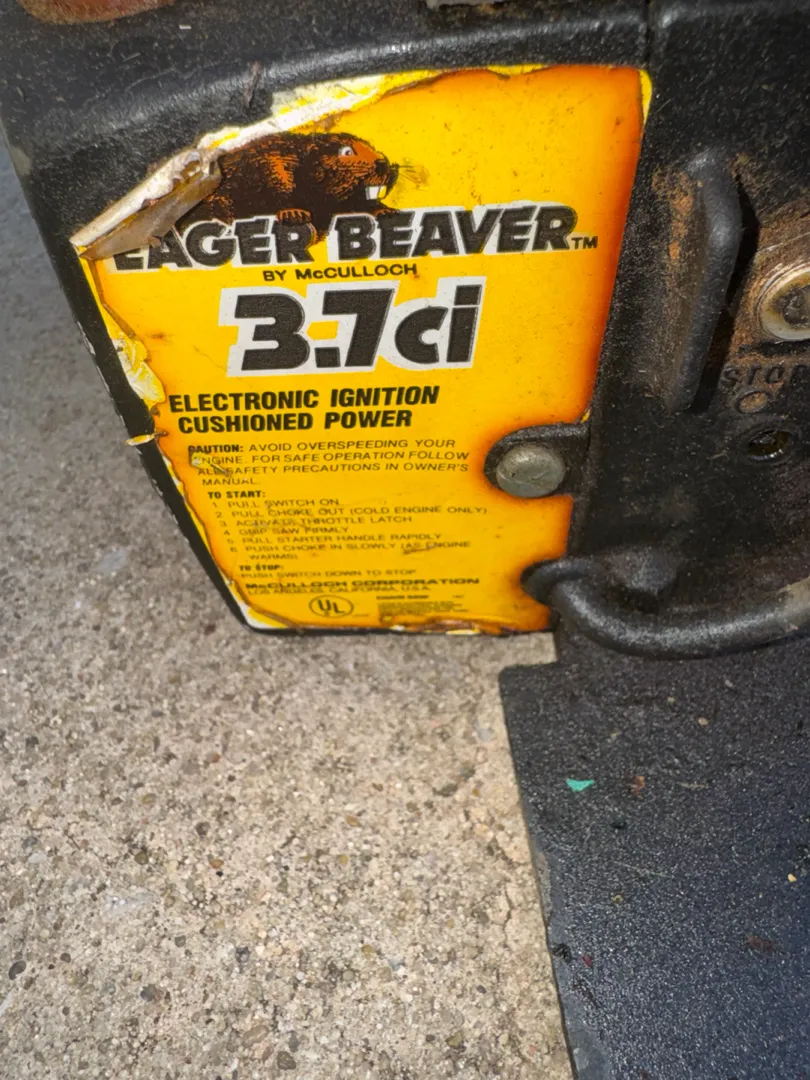 EAGER BEAVER™
BY McCULLOCH
3.7ci
ELECTRONIC IGNITION
CUSHIONED POWER
CAUTION: AVOID OVERSPEEDING YOUR
ENGINE. FOR SAFE OPERATION FOLLOW
ALL SAFETY PRECAUTIONS IN OWNER'S
MANUAL.
TO START:
1. PULL SWITCH ON
2. PULL CHOKE OUT (COLD ENGINE ONLY)
3. ACTIVATE THROTTLE LATCH
4. GRIP SAW FIRMLY
5. PULL STARTER HANDLE RAPIDLY
6. PUSH CHOKE IN SLOWLY (AS ENGINE
WARMS)
TO STOP:
PUSH SWITCH DOWN TO STOP
McCULLOCH CORPORATION
LOS ANGELES, CALIFORNIA, U.S.A.
UL
STOP